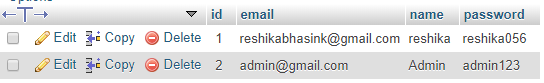 id email name password
Edit Copy Delete 1 reshikabhasink@gmail.com reshika reshika056
Edit Copy Delete 2 admin@gmail.com Admin admin123